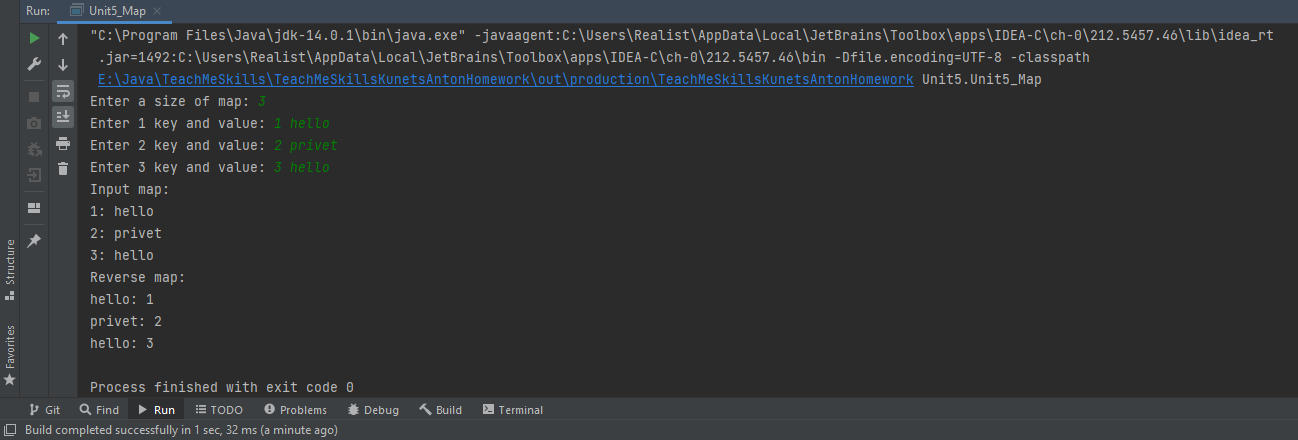 Run: Unit5_Map ×
"C:\Program Files\Java\jdk-14.0.1\bin\java.exe" -javaagent:C:\Users\Realist\AppData\Local\JetBrains\Toolbox\apps\IDEA-C\ch-0\212.5457.46\lib\idea_rt
.jar=1492:C:\Users\Realist\AppData\Local\JetBrains\Toolbox\apps\IDEA-C\ch-0\212.5457.46\bin -Dfile.encoding=UTF-8 -classpath
E:\Java\TeachMeSkills\TeachMeSkillsKunetsAntonHomework\out\production\TeachMeSkillsKunetsAntonHomework Unit5.Unit5_Map
Enter a size of map: 3
Enter 1 key and value: 1 hello
Enter 2 key and value: 2 privet
Enter 3 key and value: 3 hello
Input map:
1: hello
2: privet
3: hello
Reverse map:
hello: 1
privet: 2
hello: 3
Process finished with exit code 0
Structure
Favorites
Git Find Run TODO Problems Debug Build Terminal
Build completed successfully in 1 sec, 32 ms (a minute ago)